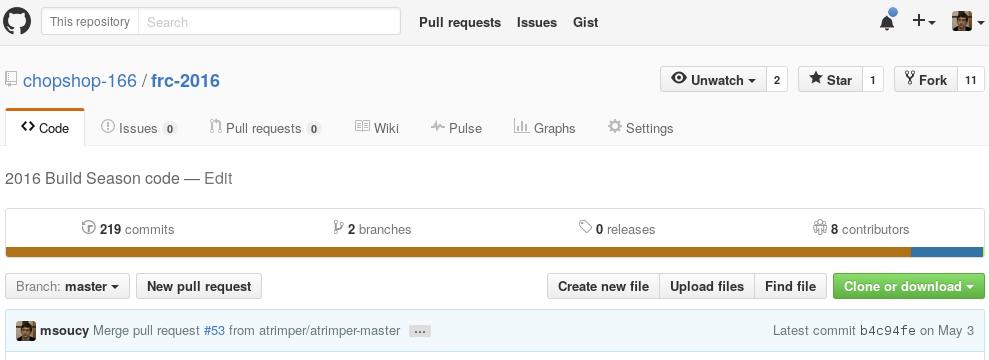 This repository Search Pull requests Issues Gist
chopshop-166 / frc-2016 Unwatch 2 Star 1 Fork 11
Code Issues 0 Pull requests 0 Wiki Pulse Graphs Settings
2016 Build Season code — Edit
219 commits 2 branches 0 releases 8 contributors
Branch: master New pull request Create new file Upload files Find file Clone or download
msoucy Merge pull request #53 from atrimper/atrimper-master … Latest commit b4c94fe on May 3